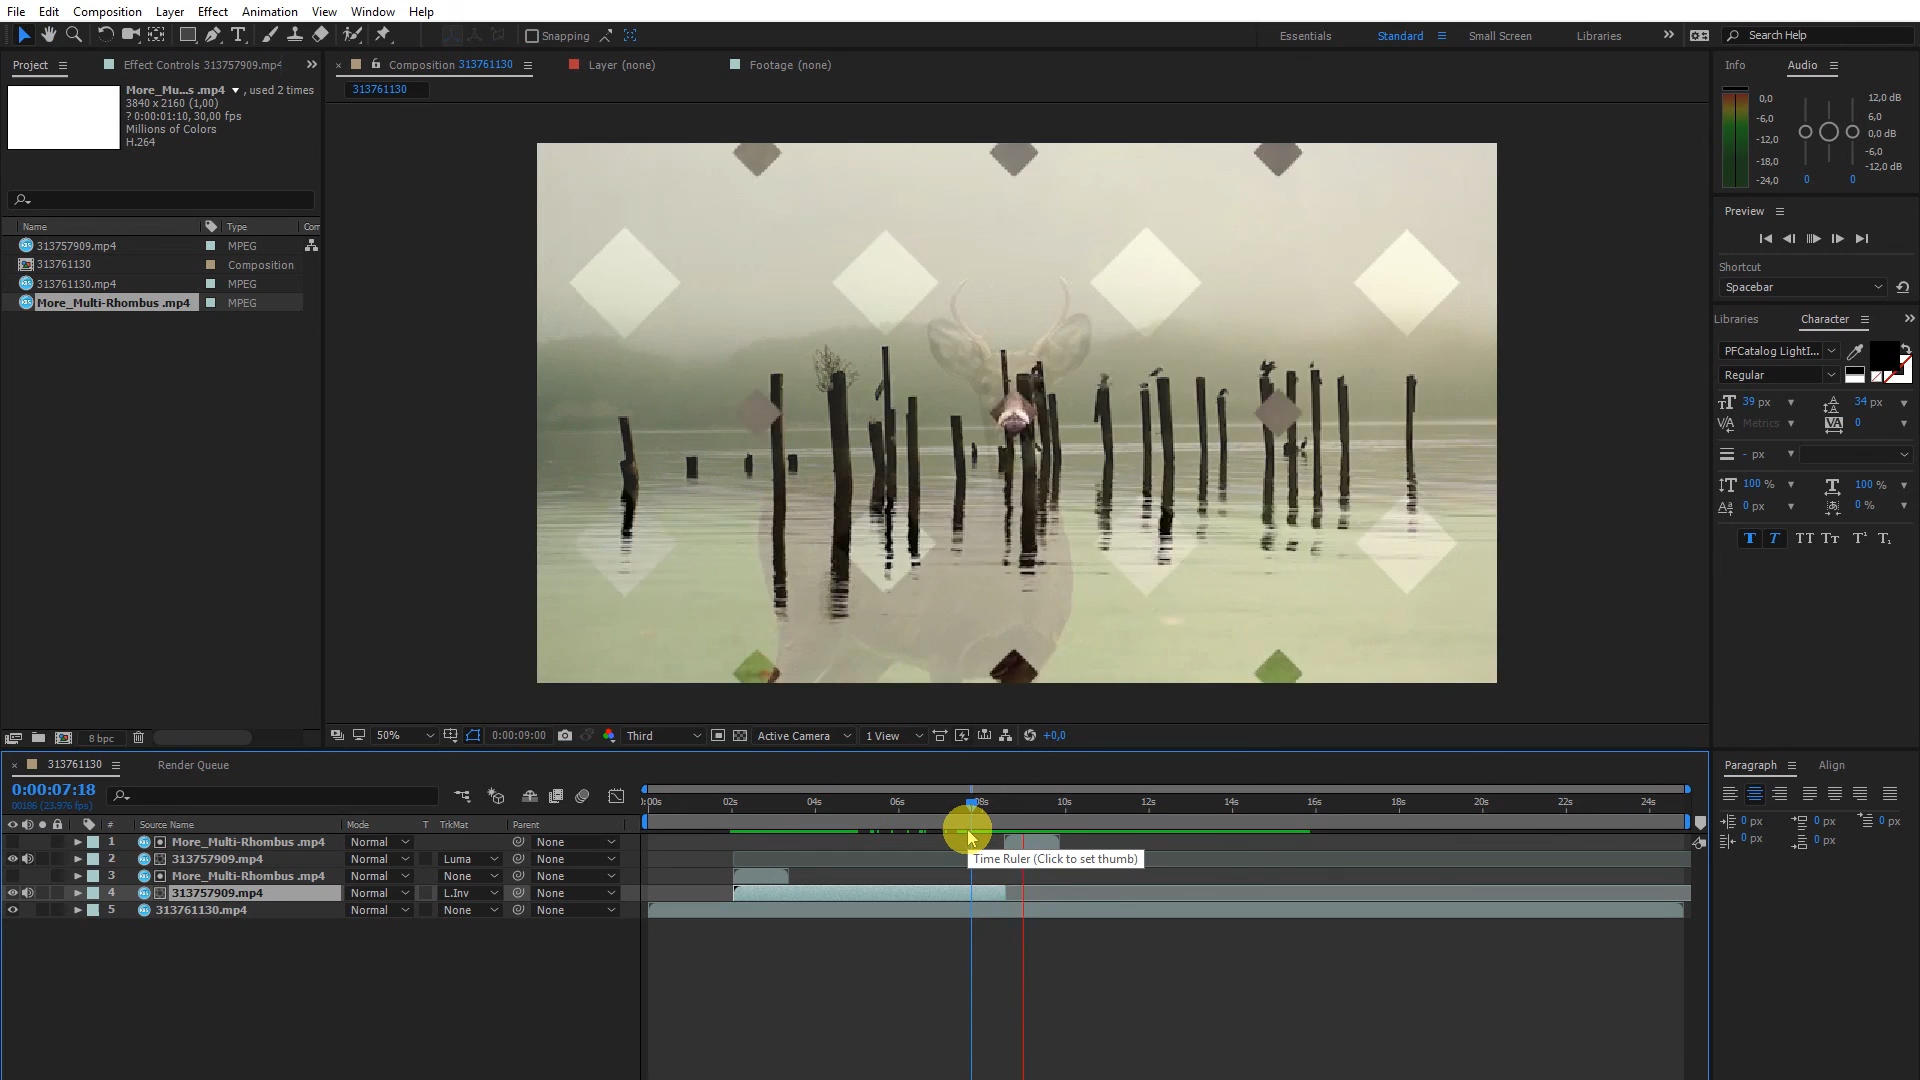 File Edit Composition Layer Effect Animation View Window Help
Snapping Essentials Standard Small Screen Libraries Search Help
Project Effect Controls 313757909.mp4 Composition 313761130 Layer (none) Footage (none) Info Audio
313761130
More_Mu...s .mp4 , used 2 times
3840 x 2160 (1,00)
? 0:00:01:10, 30,00 fps
Millions of Colors
H.264
0,0 12,0 dB
-6,0 6,0
-12,0 0,0 dB
-18,0 -6,0
-24,0 -12,0 dB
0 0
Preview
Shortcut
Spacebar
Name Type Com
313757909.mp4 MPEG
313761130 Composition
313761130.mp4 MPEG
More_Multi-Rhombus .mp4 MPEG
Libraries Character
PFCatalog LightI...
Regular
39 px 34 px
Metrics 0
- px
100 % 100 %
0 px 0 %
T T TT Tт T¹ T₁
8 bpc
50% 0:00:09:00 Third Active Camera 1 View +0,0
313761130 Render Queue
0:00:07:18
00186 (23.976 fps)
:00s 02s 04s 06s 08s 10s 12s 14s 16s 18s 20s 22s 24s
# Source Name Mode T TrkMat Parent
1 More_Multi-Rhombus .mp4 Normal None
2 313757909.mp4 Normal Luma None
3 More_Multi-Rhombus .mp4 Normal None None
4 313757909.mp4 Normal L.Inv None
5 313761130.mp4 Normal None None
Time Ruler (Click to set thumb)
Paragraph Align
0 px 0 px 0 px
0 px 0 px